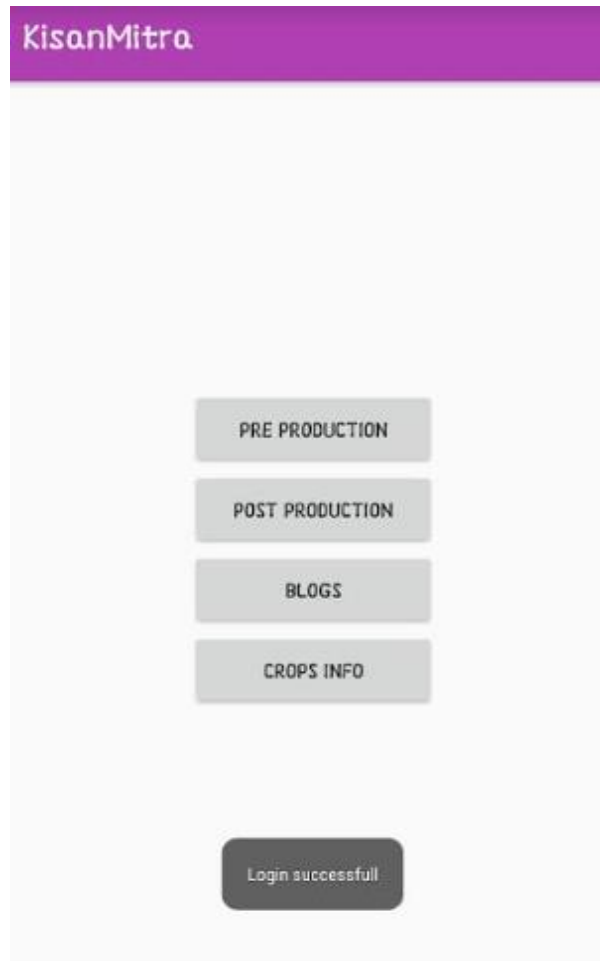 KisanMitra
PRE PRODUCTION
POST PRODUCTION
BLOGS
CROPS INFO
Login successfull